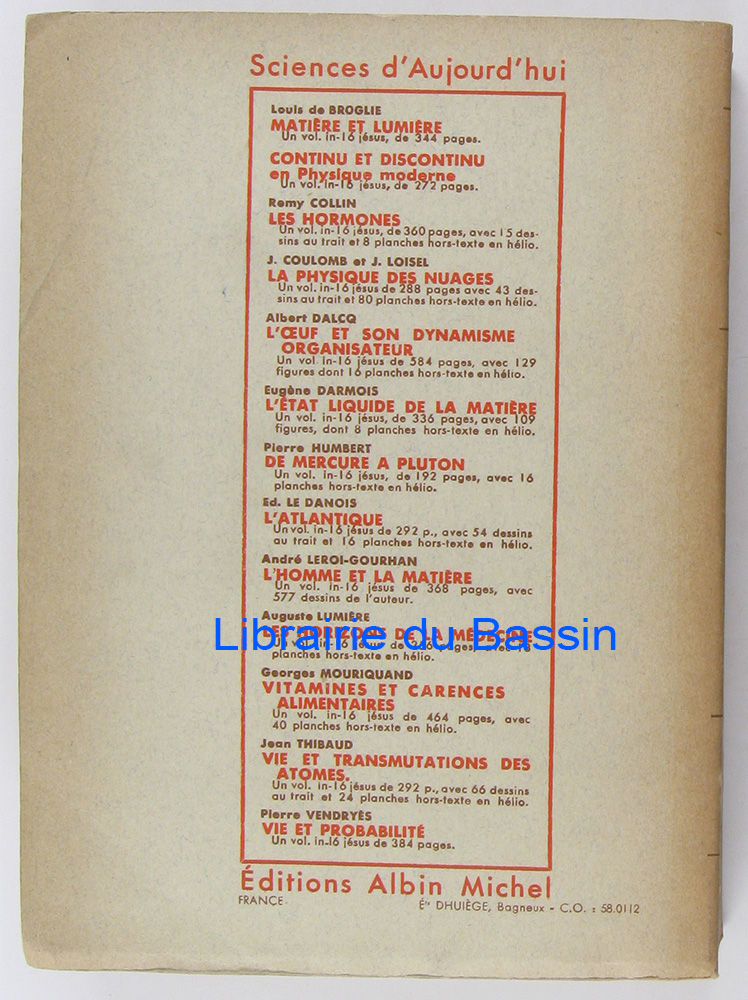 Sciences d'Aujourd'hui
Louis de BROGLIE
MATIÈRE ET LUMIÈRE
Un vol. in-16 jésus, de 344 pages.
CONTINU ET DISCONTINU
en Physique moderne
Un vol. in-16 jésus, de 272 pages.
Remy COLLIN
LES HORMONES
Un vol. in-16 jésus, de 360 pages, avec 15 des-
sins au trait et 8 planches hors-texte en hélio.
J. COULOMB et J. LOISEL
LA PHYSIQUE DES NUAGES
Un vol. in-16 jésus de 288 pages avec 43 des-
sins au trait et 80 planches hors-texte en hélio.
Albert DALCQ
L'ŒUF ET SON DYNAMISME
ORGANISATEUR
Un vol in-16 jésus de 584 pages, avec 129
figures dont 16 planches hors-texte en hélio.
Eugène DARMOIS
L'ÉTAT LIQUIDE DE LA MATIÈRE
Un vol. in-16 jésus, de 336 pages, avec 109
figures, dont 8 planches hors-texte en hélio.
Pierre HUMBERT
DE MERCURE A PLUTON
Un vol. in-16 jésus, de 192 pages, avec 16
planches hors-texte en hélio.
Ed. LE DANOIS
L'ATLANTIQUE
Un vol. in-16 jésus de 292 p., avec 54 dessins
au trait et 16 planches hors-texte en hélio.
André LEROI-GOURHAN
L'HOMME ET LA MATIÈRE
Un vol. in-16 jésus de 368 pages, avec
577 dessins de l'auteur.
Auguste LUMIÈRE
LES HORIZONS DE LA MÉDECINE
Librairie du Bassin
Un vol. in-16 jésus de pages, avec
planches hors-texte en hélio.
Georges MOURIQUAND
VITAMINES ET CARENCES
ALIMENTAIRES
Un vol. in-16 jésus de 464 pages, avec
40 planches hors-texte en hélio.
Jean THIBAUD
VIE ET TRANSMUTATIONS DES
ATOMES.
Un vol. in-16 jésus de 292 p., avec 66 dessins
au trait et 24 planches hors-texte en hélio.
Pierre VENDRYÈS
VIE ET PROBABILITÉ
Un vol. in-16 jésus de 384 pages.
Éditions Albin Michel
FRANCE
Éts DHUIÈGE, Bagneux - C.O. : 58.0112